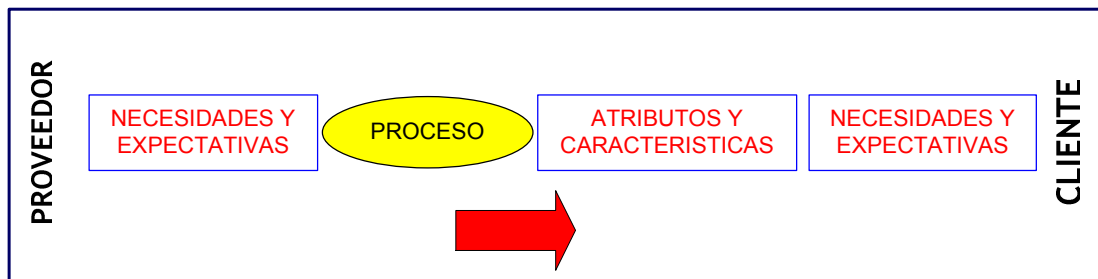 PROVEEDOR
NECESIDADES Y
EXPECTATIVAS
PROCESO
ATRIBUTOS Y
CARACTERISTICAS
NECESIDADES Y
EXPECTATIVAS
CLIENTE